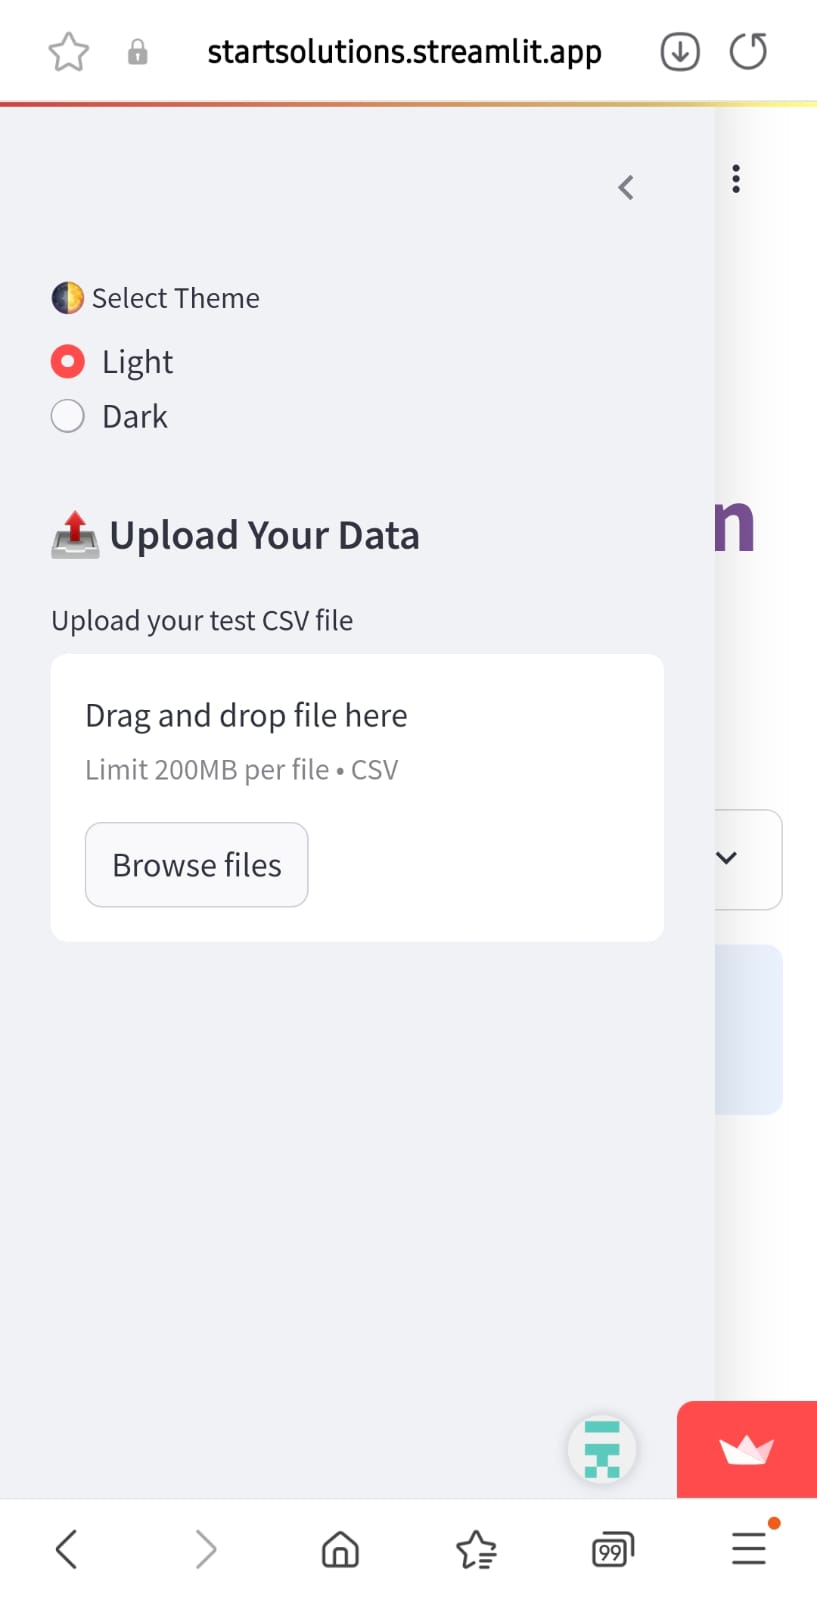 startsolutions.streamlit.app
Select Theme
Light
Dark
Upload Your Data
n
Upload your test CSV file
Drag and drop file here
Limit 200MB per file • CSV
Browse files
99